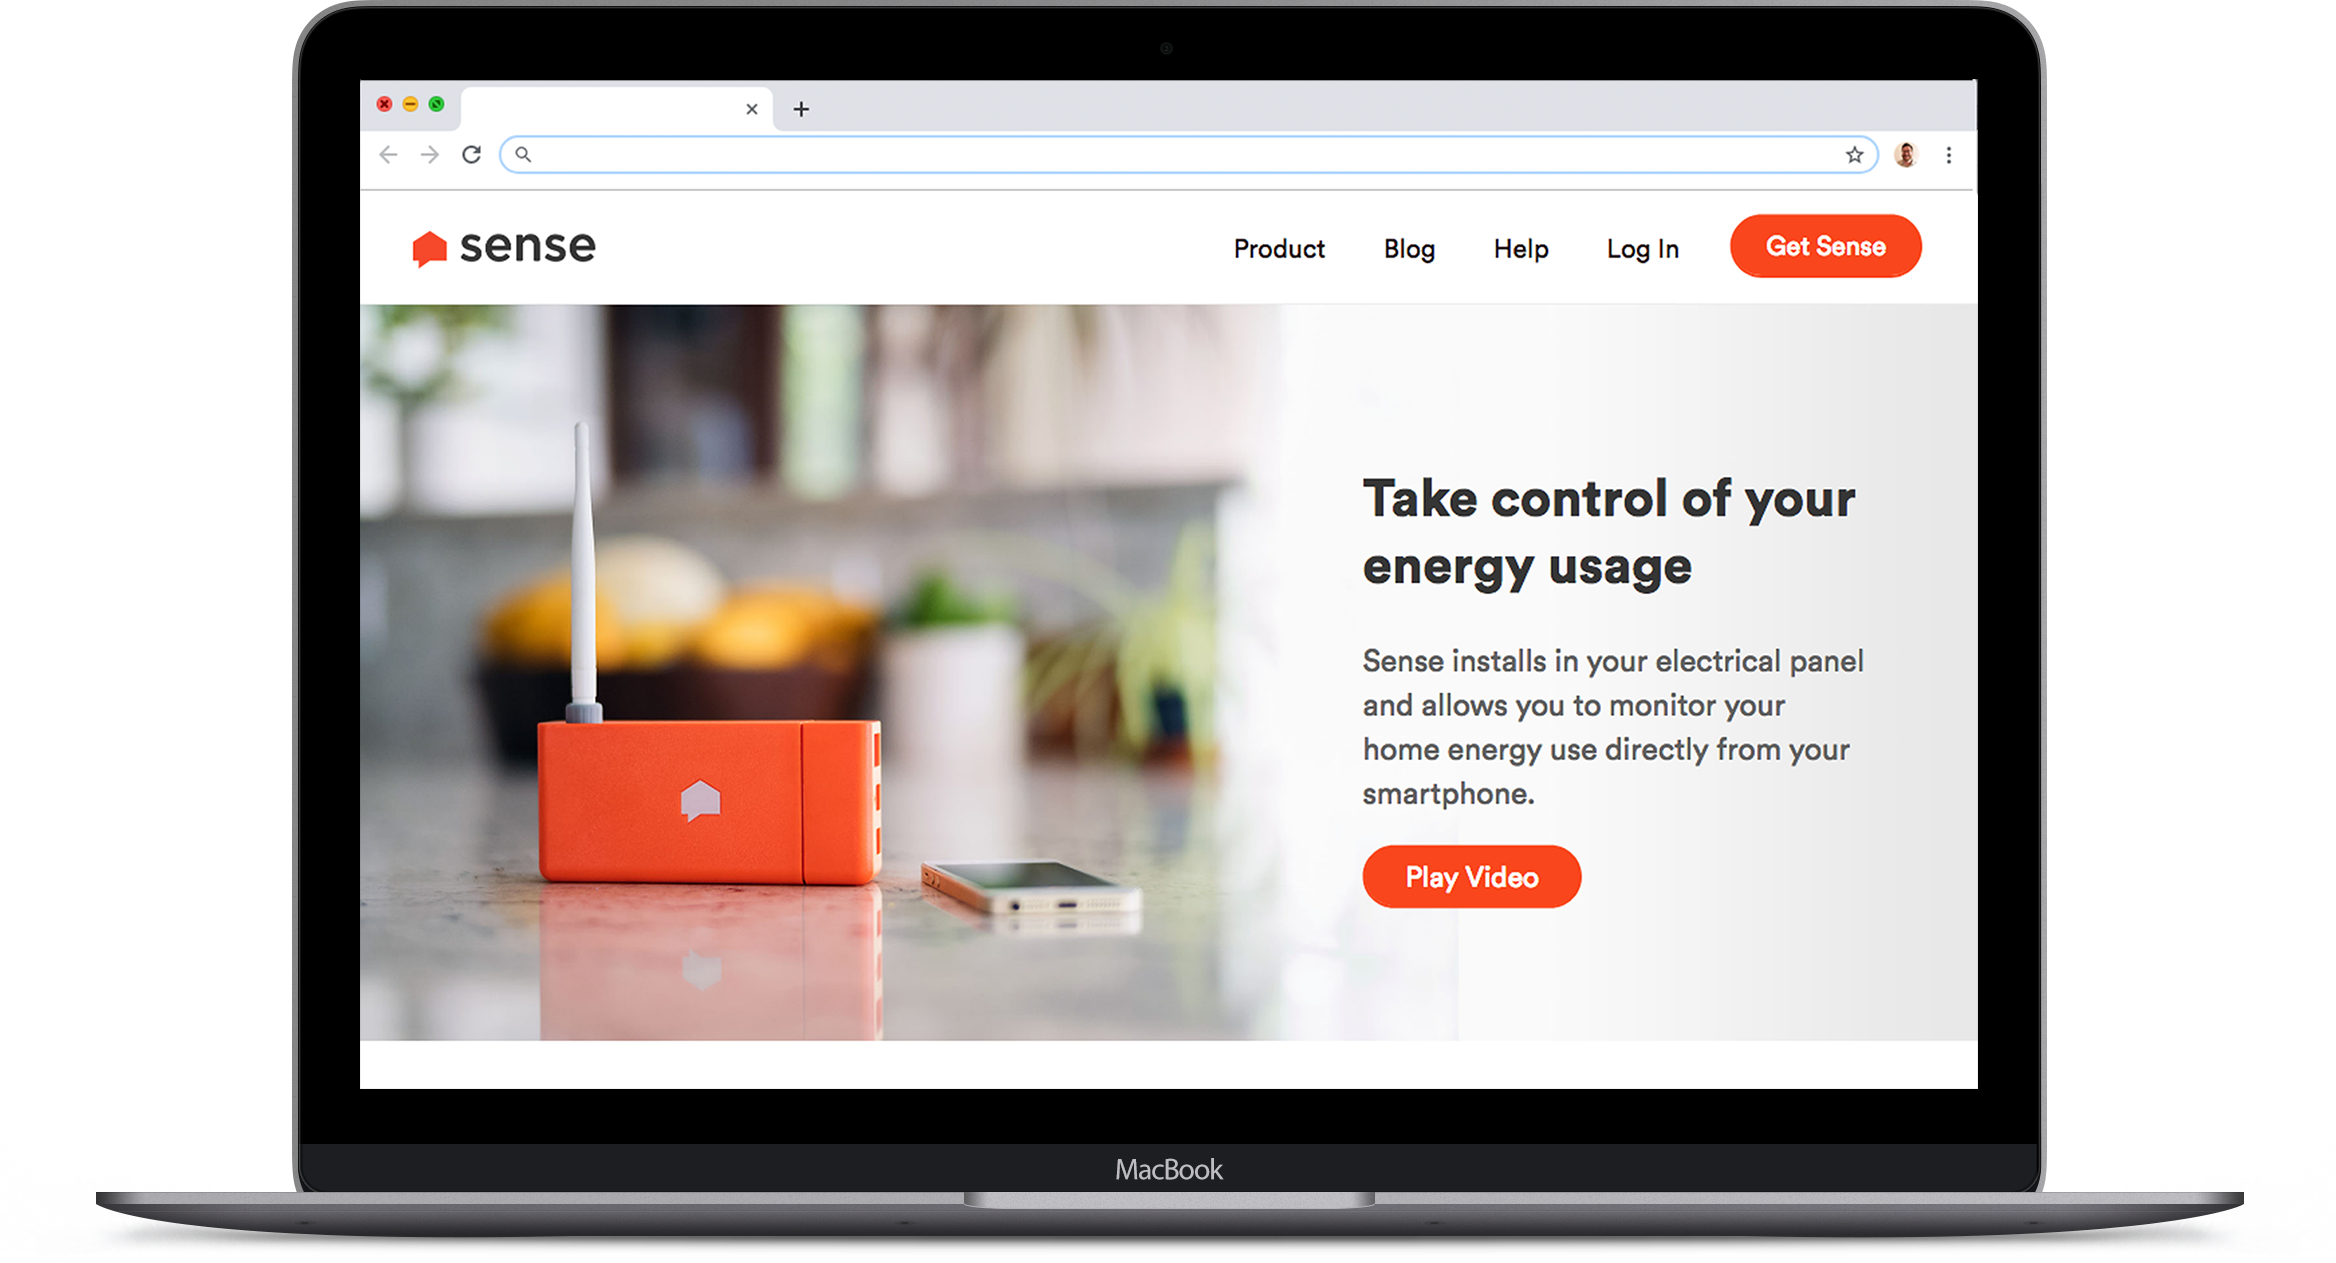 sense
Product
Blog
Help
Log In
Get Sense
Take control of your
energy usage
Sense installs in your electrical panel
and allows you to monitor your
home energy use directly from your
smartphone.
Play Video
MacBook